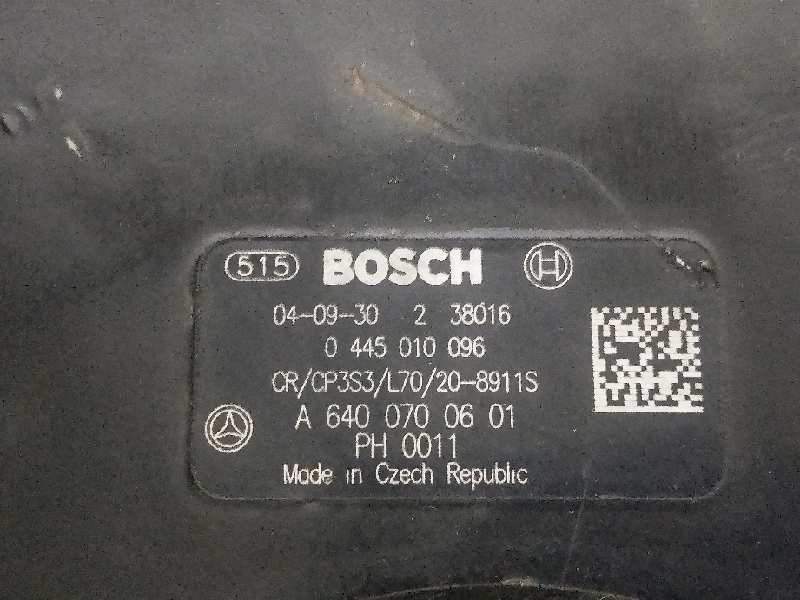 515 BOSCH
04-09-30 2 38016
0 445 010 096
CR/CP3S3/L70/20-8911S
A 640 070 06 01
PH 0011
Made in Czech Republic